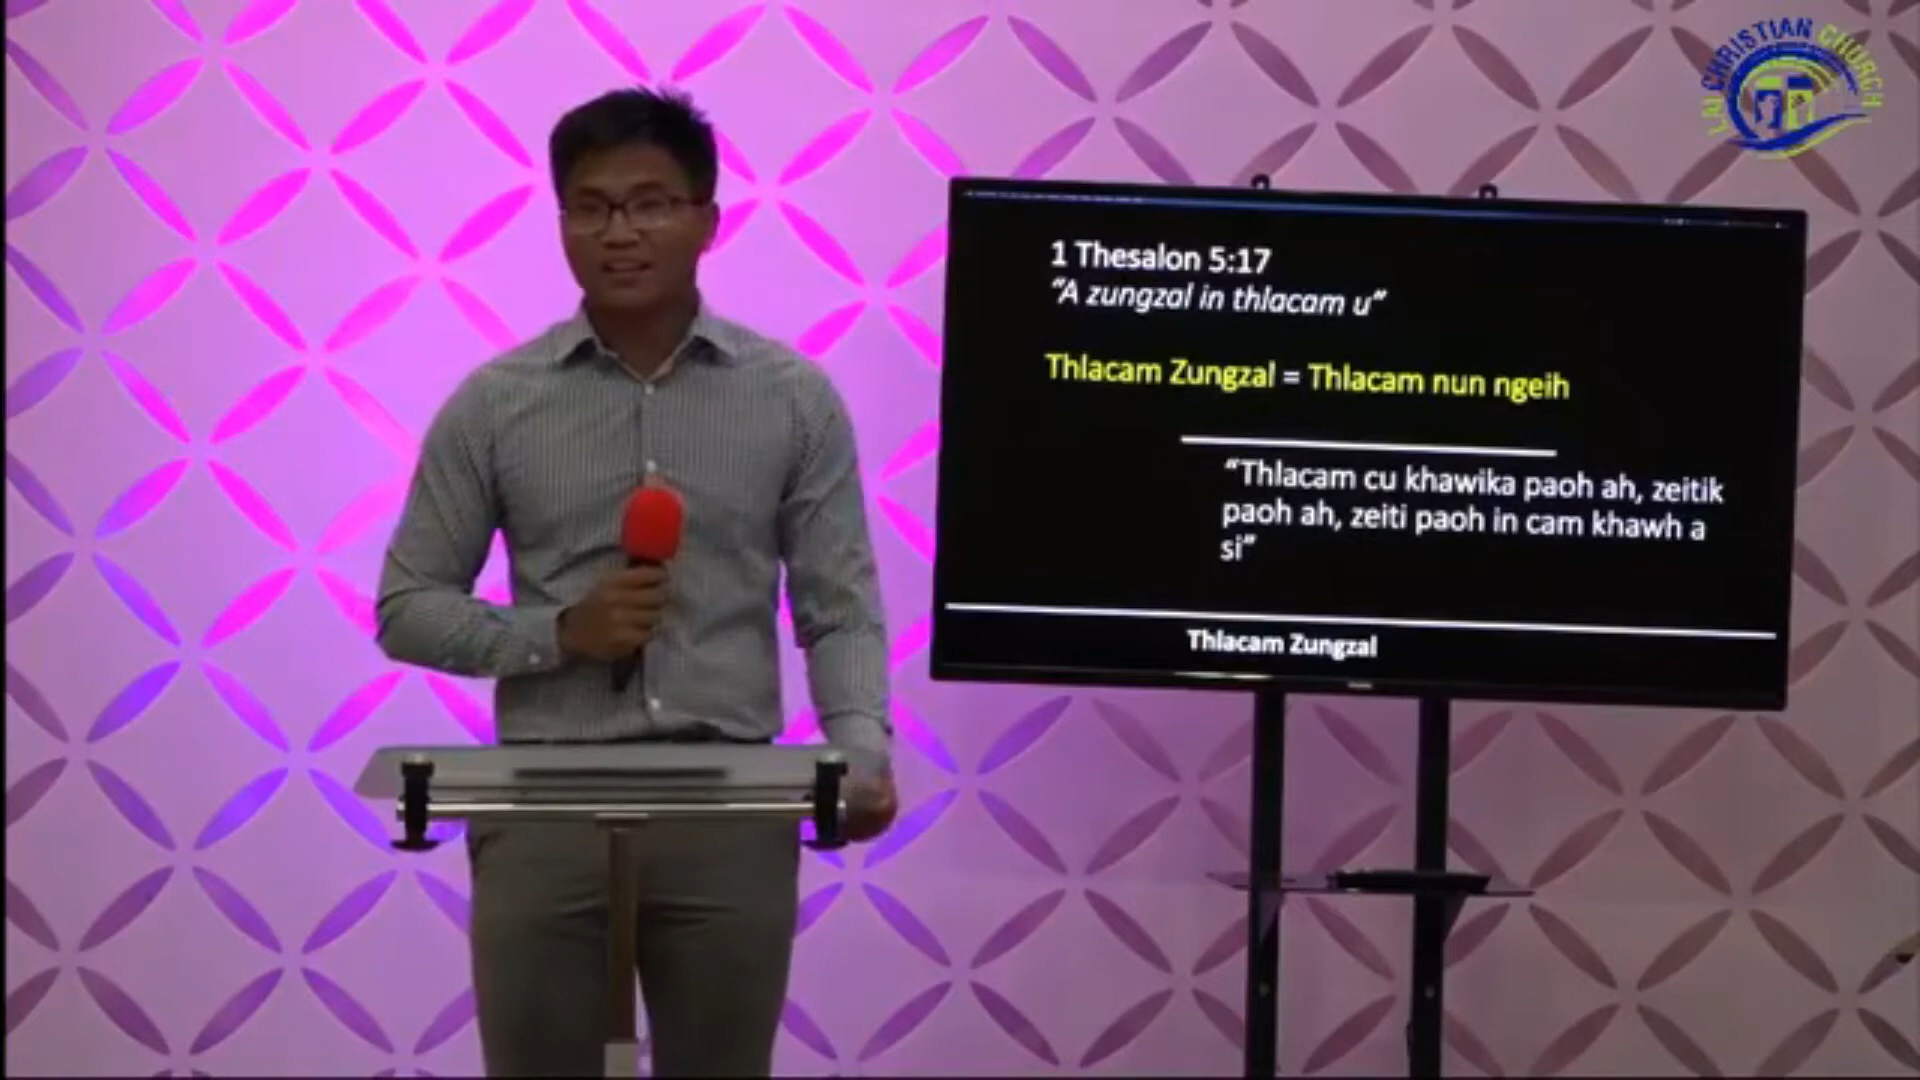 LAI CHRISTIAN CHURCH
1 Thesalon 5:17
“A zungzal in thlacam u”
Thlacam Zungzal = Thlacam nun ngeih
“Thlacam cu khawika paoh ah, zeitik
paoh ah, zeiti paoh in cam khawh a
si”
Thlacam Zungzal